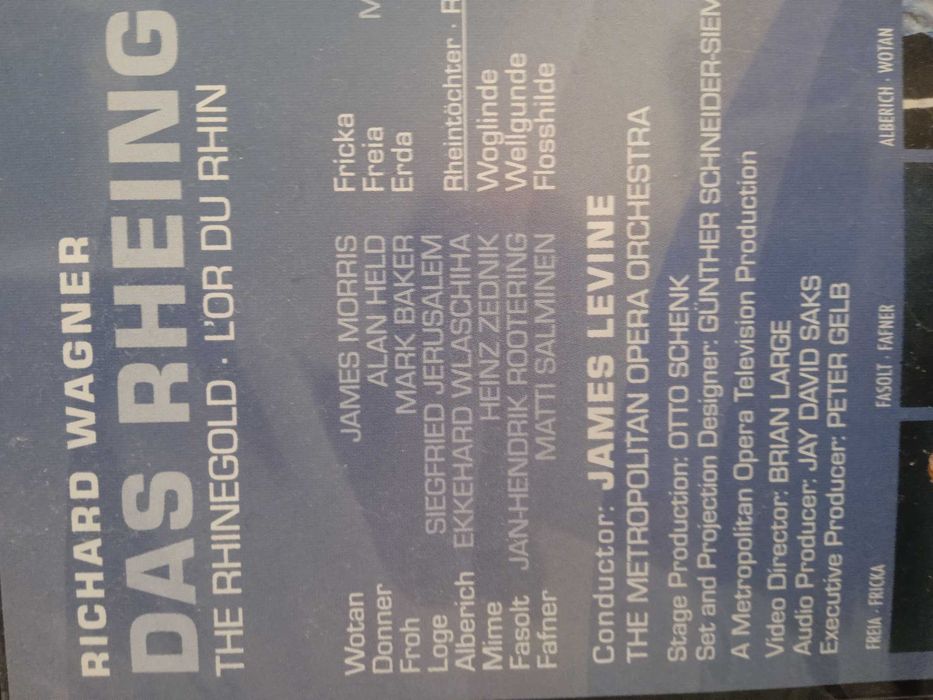 RICHARD WAGNER
DAS RHEING
THE RHINEGOLD · L'OR DU RHIN
M
Wotan JAMES MORRIS Fricka
Donner ALAN HELD Freia
Froh MARK BAKER Erda
Loge SIEGFRIED JERUSALEM
Alberich EKKEHARD WLASCHIHA Rheintöchter · R
Mime HEINZ ZEDNIK Woglinde
Fasolt JAN-HENDRIK ROOTERING Wellgunde
Fafner MATTI SALMINEN Flosshilde
Conductor: JAMES LEVINE
THE METROPOLITAN OPERA ORCHESTRA
Stage Production: OTTO SCHENK
Set and Projection Designer: GÜNTHER SCHNEIDER-SIEM
A Metropolitan Opera Television Production
Video Director: BRIAN LARGE
Audio Producer: JAY DAVID SAKS
Executive Producer: PETER GELB
FREIA · FRICKA
FASOLT · FAFNER
ALBERICH · WOTAN